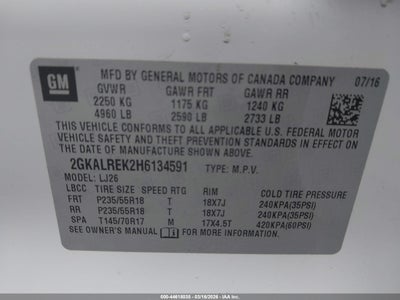 GM
MFD BY GENERAL MOTORS OF CANADA COMPANY 07/16
GVWR GAWR FRT GAWR RR
2250 KG 1175 KG 1240 KG
4960 LB 2590 LB 2733 LB
THIS VEHICLE CONFORMS TO ALL APPLICABLE U.S. FEDERAL MOTOR VEHICLE SAFETY, BUMPER, AND THEFT PREVENTION STANDARDS IN EFFECT ON THE DATE OF MANUFACTURE SHOWN ABOVE.
2GKALREK2H6134591 TYPE: M.P.V.
MODEL: LJ26
LBCC TIRE SIZE SPEED RTG RIM COLD TIRE PRESSURE
FRT P235/55R18 T 18X7J 240KPA(35PSI)
RR P235/55R18 T 18X7J 240KPA(35PSI)
SPA T145/70R17 M 17X4.5T 420KPA(60PSI)
SEE OWNER'S MANUAL FOR MORE INFORMATION.